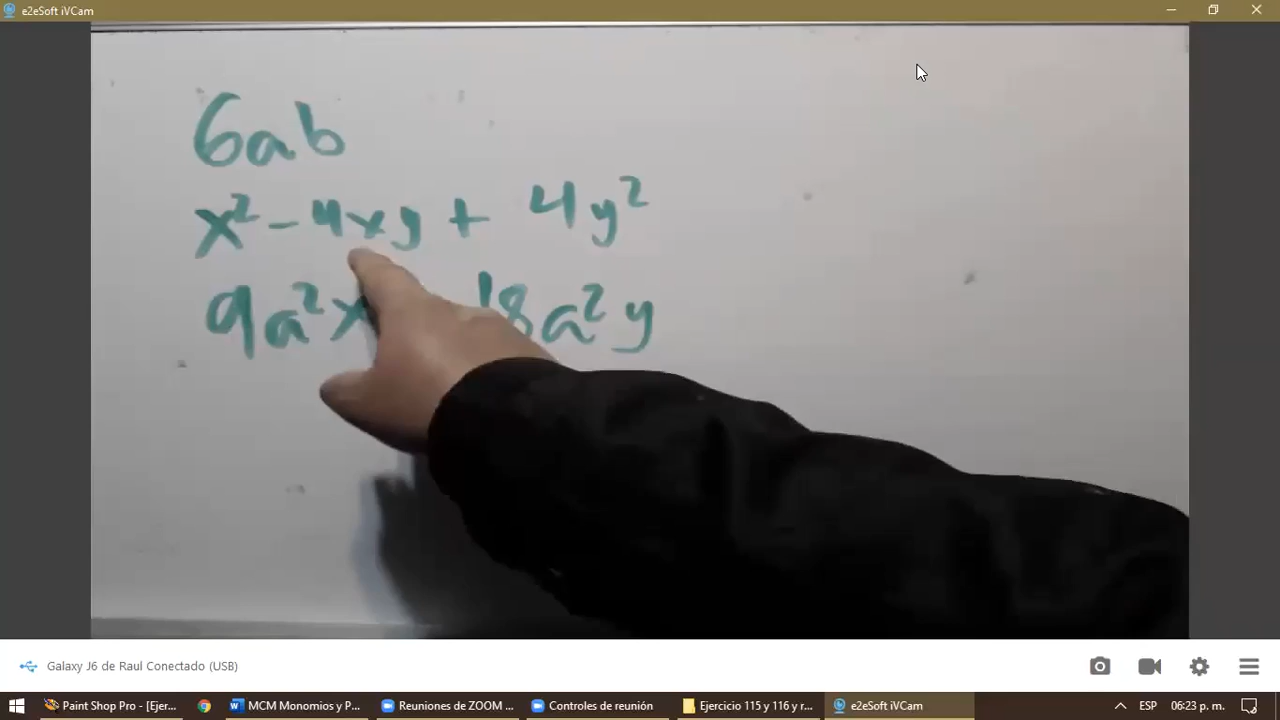 e2eSoft iVCam
6ab
x² - 4xy + 4y²
9a²x 18a²y
Galaxy J6 de Raul Conectado (USB)
Paint Shop Pro - [Ejer... MCM Monomios y P... Reuniones de ZOOM ... Controles de reunión Ejercicio 115 y 116 y r... e2eSoft iVCam ESP 06:23 p. m.